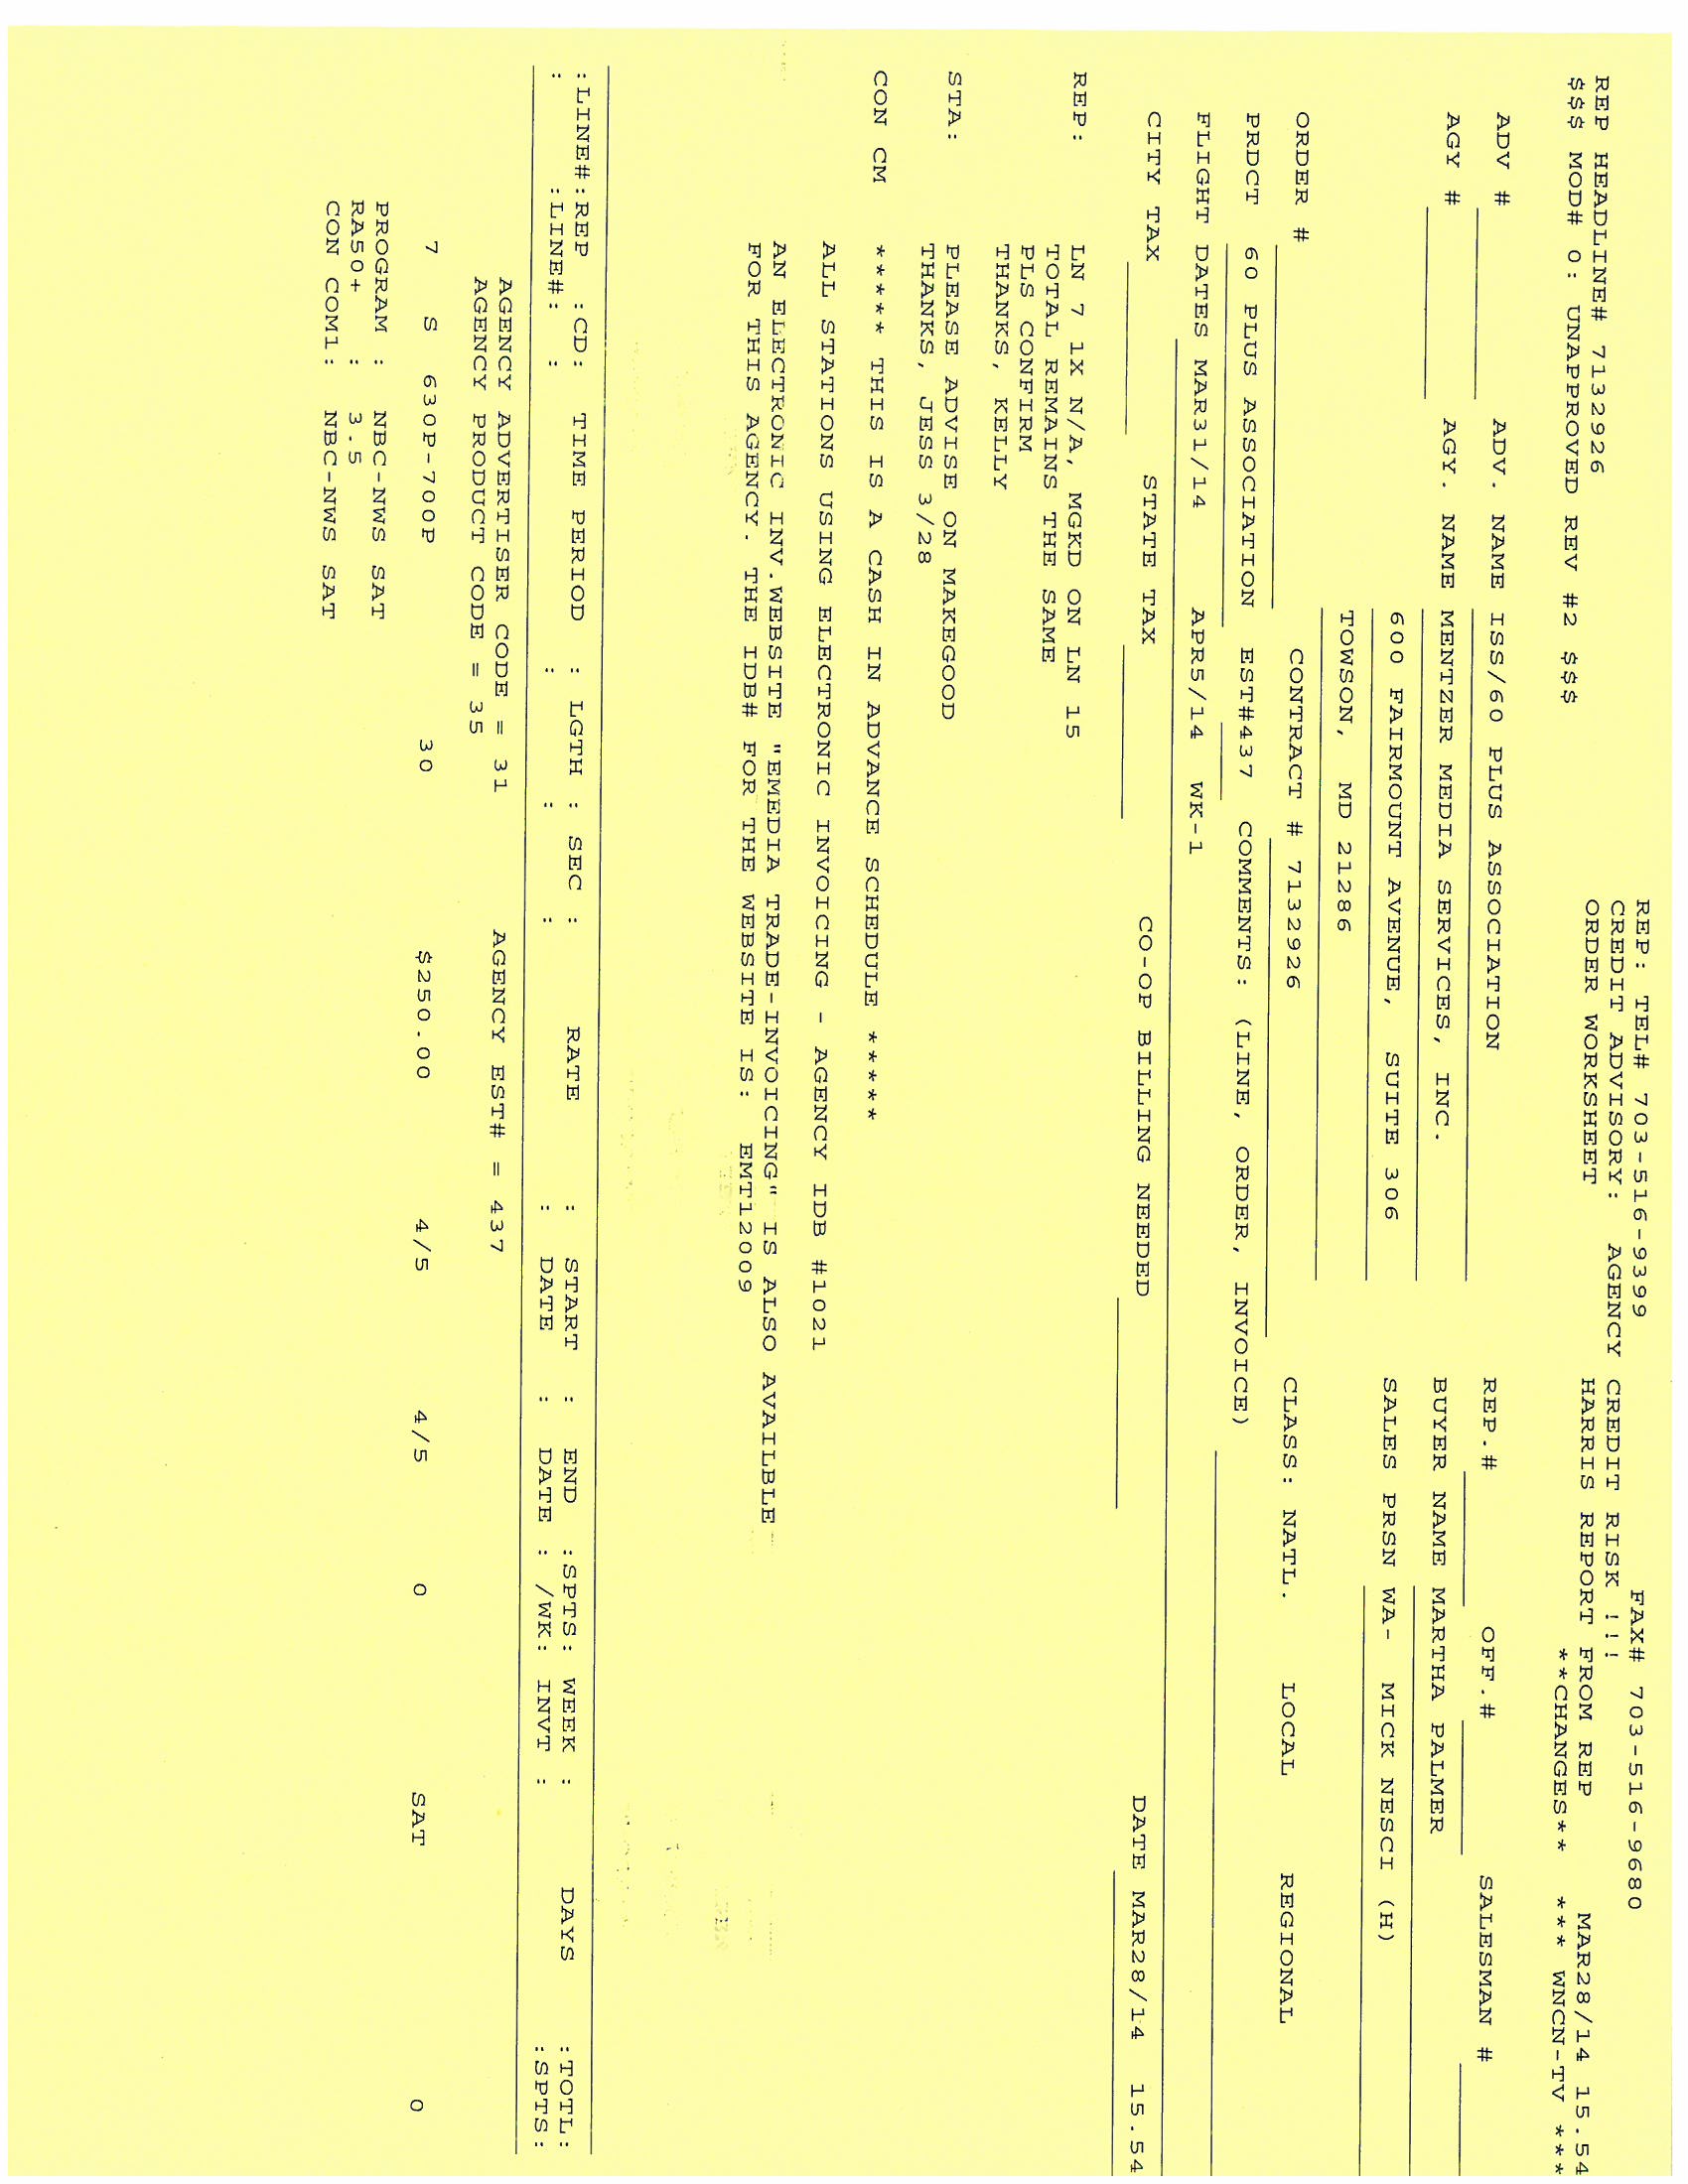 REP: TEL# 703-516-9399 FAX# 703-516-9680
CREDIT ADVISORY: AGENCY CREDIT RISK !!!
ORDER WORKSHEET HARRIS REPORT FROM REP MAR28/14 15.54
REP HEADLINE# 7132926 **CHANGES** *** WNCN-TV ***
$$$ MOD# 0: UNAPPROVED REV #2 $$$
ADV # ADV. NAME ISS/60 PLUS ASSOCIATION REP.# OFF.# SALESMAN #
AGY # AGY. NAME MENTZER MEDIA SERVICES, INC. BUYER NAME MARTHA PALMER
600 FAIRMOUNT AVENUE, SUITE 306 SALES PRSN WA- MICK NESCI (H)
TOWSON, MD 21286
ORDER # CONTRACT # 7132926 CLASS: NATL. LOCAL REGIONAL
PRDCT 60 PLUS ASSOCIATION EST#437 COMMENTS: (LINE, ORDER, INVOICE)
FLIGHT DATES MAR31/14 APR5/14 WK-1
CITY TAX STATE TAX CO-OP BILLING NEEDED DATE MAR28/14 15.54
REP: LN 7 1X N/A, MGKD ON LN 15
TOTAL REMAINS THE SAME
PLS CONFIRM
THANKS, KELLY
STA: PLEASE ADVISE ON MAKEGOOD
THANKS, JESS 3/28
CON CM ***** THIS IS A CASH IN ADVANCE SCHEDULE *****
ALL STATIONS USING ELECTRONIC INVOICING - AGENCY IDB #1021
AN ELECTRONIC INV.WEBSITE "EMEDIA TRADE-INVOICING" IS ALSO AVAILBLE
FOR THIS AGENCY. THE IDB# FOR THE WEBSITE IS: EMT12009
:LINE#:REP :CD: TIME PERIOD : LGTH : SEC : RATE : START : END :SPTS: WEEK : DAYS :TOTL:
: :LINE#: : : : : : DATE : DATE : /WK: INVT : :SPTS:
AGENCY ADVERTISER CODE = 31 AGENCY EST# = 437
AGENCY PRODUCT CODE = 35
7 S 630P-700P 30 $250.00 4/5 4/5 0 SAT 0
PROGRAM : NBC-NWS SAT
RA50+ : 3.5
CON COM1: NBC-NWS SAT